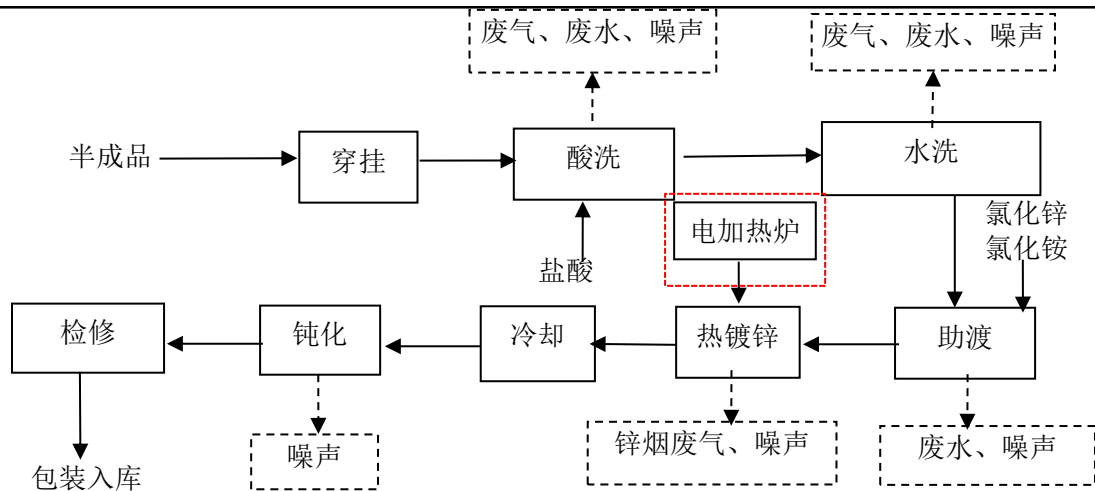 废气、废水、噪声
废气、废水、噪声
半成品
穿挂
酸洗
水洗
电加热炉
氯化锌
氯化铵
盐酸
检修
钝化
冷却
热镀锌
助渡
噪声
锌烟废气、噪声
废水、噪声
包装入库